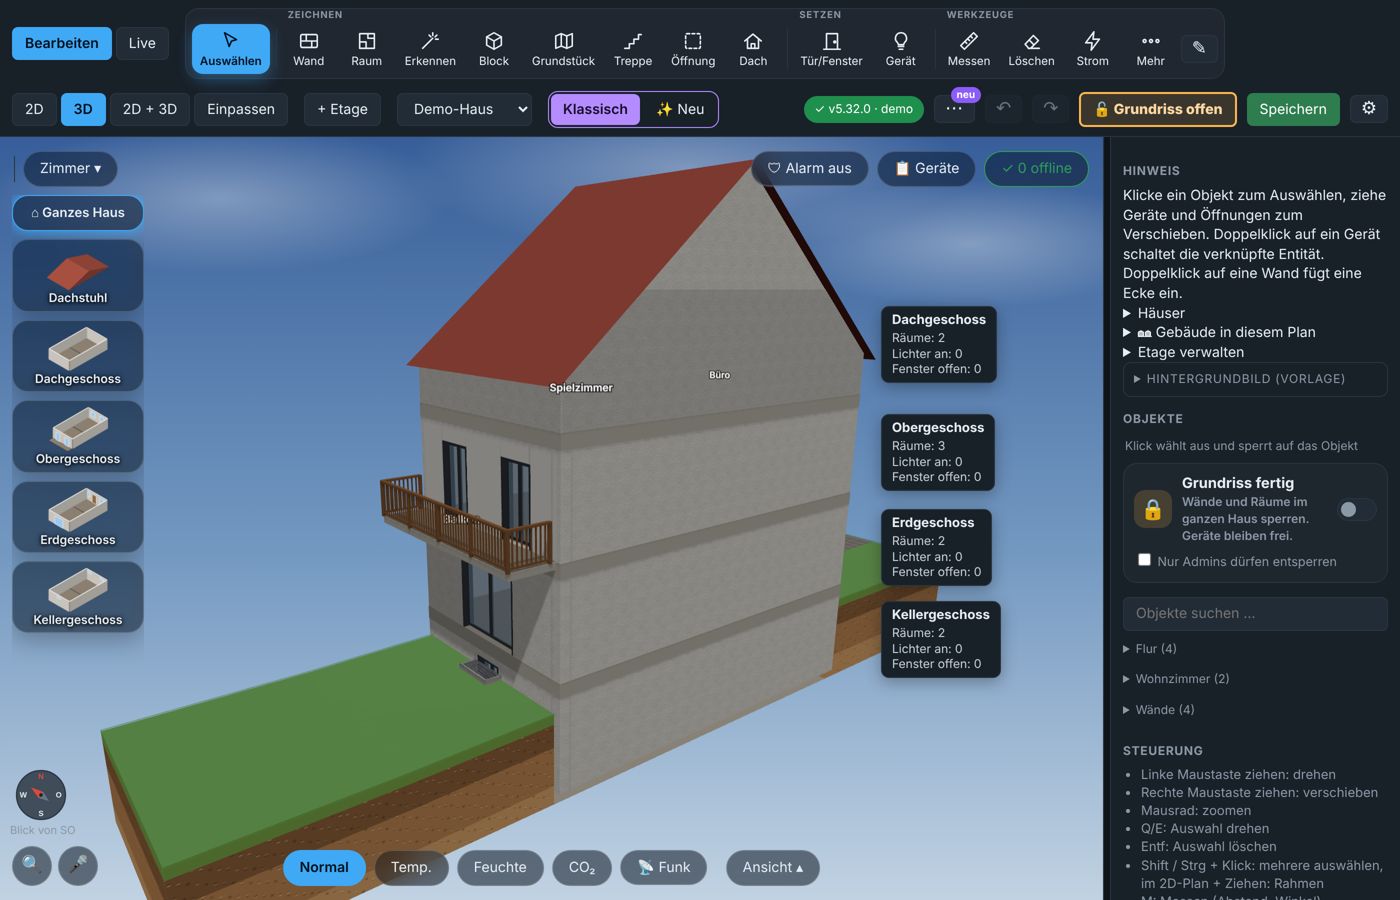 ZEICHNEN
SETZEN
WERKZEUGE
Bearbeiten
Live
Auswählen
Wand
Raum
Erkennen
Block
Grundstück
Treppe
Öffnung
Dach
Tür/Fenster
Gerät
Messen
Löschen
Strom
Mehr
2D
3D
2D + 3D
Einpassen
+ Etage
Demo-Haus
Klassisch
✨ Neu
✓ v5.32.0 · demo
neu
Grundriss offen
Speichern
Zimmer ▾
Alarm aus
Geräte
✓ 0 offline
⌂ Ganzes Haus
Dachstuhl
Dachgeschoss
Obergeschoss
Erdgeschoss
Kellergeschoss
Spielzimmer
Büro
Dachgeschoss
Räume: 2
Lichter an: 0
Fenster offen: 0
Obergeschoss
Räume: 3
Lichter an: 0
Fenster offen: 0
Erdgeschoss
Räume: 2
Lichter an: 0
Fenster offen: 0
Kellergeschoss
Räume: 2
Lichter an: 0
Fenster offen: 0
N
W
O
S
Blick von SO
Normal
Temp.
Feuchte
CO₂
Funk
Ansicht ▴
HINWEIS
Klicke ein Objekt zum Auswählen, ziehe
Geräte und Öffnungen zum
Verschieben. Doppelklick auf ein Gerät
schaltet die verknüpfte Entität.
Doppelklick auf eine Wand fügt eine
Ecke ein.
▶ Häuser
▶ Gebäude in diesem Plan
▶ Etage verwalten
▶ HINTERGRUNDBILD (VORLAGE)
OBJEKTE
Klick wählt aus und sperrt auf das Objekt
Grundriss fertig
Wände und Räume im
ganzen Haus sperren.
Geräte bleiben frei.
Nur Admins dürfen entsperren
Objekte suchen ...
▶ Flur (4)
▶ Wohnzimmer (2)
▶ Wände (4)
STEUERUNG
• Linke Maustaste ziehen: drehen
• Rechte Maustaste ziehen: verschieben
• Mausrad: zoomen
• Q/E: Auswahl drehen
• Entf: Auswahl löschen
• Shift / Strg + Klick: mehrere auswählen,
im 2D-Plan + Ziehen: Rahmen